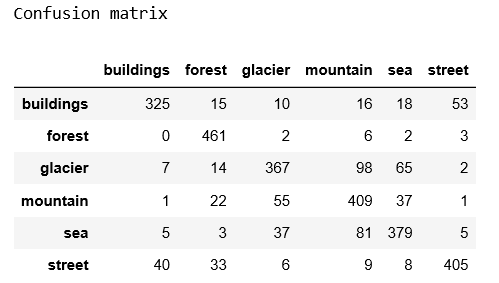 Confusion matrix
buildings forest glacier mountain sea street
buildings 325 15 10 16 18 53
forest 0 461 2 6 2 3
glacier 7 14 367 98 65 2
mountain 1 22 55 409 37 1
sea 5 3 37 81 379 5
street 40 33 6 9 8 405